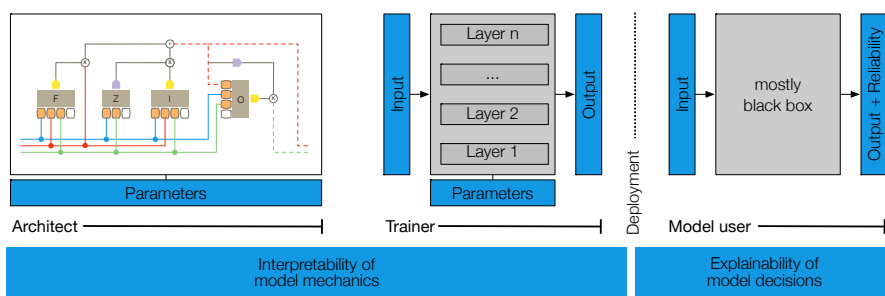 F
Z
I
O
Parameters
Architect
Input
Layer n
...
Layer 2
Layer 1
Output
Parameters
Trainer
Deployment
Input
mostly
black box
Output + Reliability
Model user
Interpretability of
model mechanics
Explainability of
model decisions